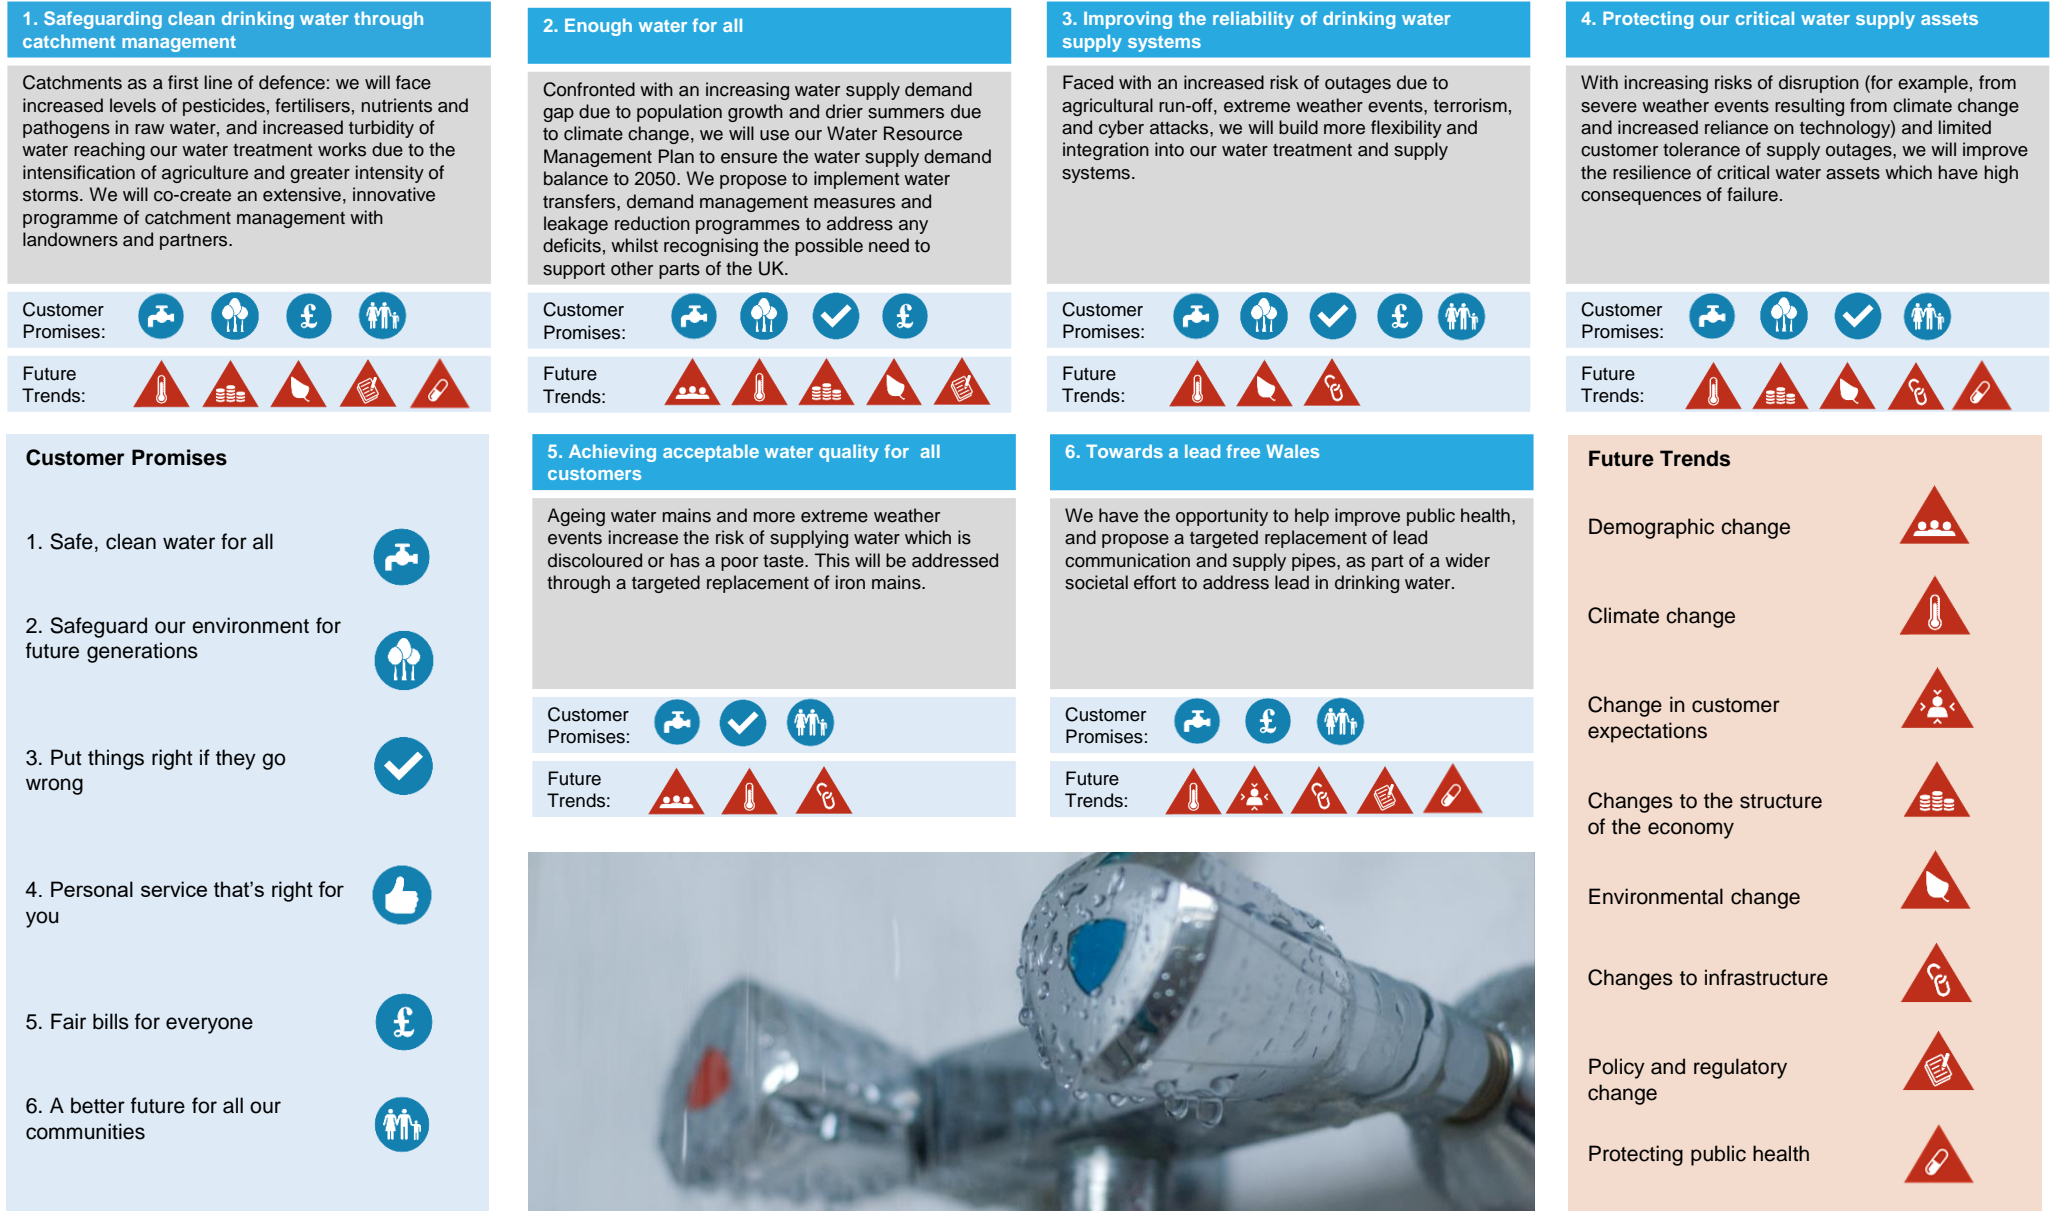 1. Safeguarding clean drinking water through
catchment management
Catchments as a first line of defence: we will face
increased levels of pesticides, fertilisers, nutrients and
pathogens in raw water, and increased turbidity of
water reaching our water treatment works due to the
intensification of agriculture and greater intensity of
storms. We will co-create an extensive, innovative
programme of catchment management with
landowners and partners.
Customer
Promises:
£
Future
Trends:
2. Enough water for all
Confronted with an increasing water supply demand
gap due to population growth and drier summers due
to climate change, we will use our Water Resource
Management Plan to ensure the water supply demand
balance to 2050. We propose to implement water
transfers, demand management measures and
leakage reduction programmes to address any
deficits, whilst recognising the possible need to
support other parts of the UK.
Customer
Promises:
£
Future
Trends:
3. Improving the reliability of drinking water
supply systems
Faced with an increased risk of outages due to
agricultural run-off, extreme weather events, terrorism,
and cyber attacks, we will build more flexibility and
integration into our water treatment and supply
systems.
Customer
Promises:
£
Future
Trends:
4. Protecting our critical water supply assets
With increasing risks of disruption (for example, from
severe weather events resulting from climate change
and increased reliance on technology) and limited
customer tolerance of supply outages, we will improve
the resilience of critical water assets which have high
consequences of failure.
Customer
Promises:
Future
Trends:
Customer Promises
1. Safe, clean water for all
2. Safeguard our environment for
future generations
3. Put things right if they go
wrong
4. Personal service that’s right for
you
5. Fair bills for everyone
£
6. A better future for all our
communities
5. Achieving acceptable water quality for  all
customers
Ageing water mains and more extreme weather
events increase the risk of supplying water which is
discoloured or has a poor taste. This will be addressed
through a targeted replacement of iron mains.
Customer
Promises:
Future
Trends:
6. Towards a lead free Wales
We have the opportunity to help improve public health,
and propose a targeted replacement of lead
communication and supply pipes, as part of a wider
societal effort to address lead in drinking water.
Customer
Promises:
£
Future
Trends:
Future Trends
Demographic change
Climate change
Change in customer
expectations
Changes to the structure
of the economy
Environmental change
Changes to infrastructure
Policy and regulatory
change
Protecting public health